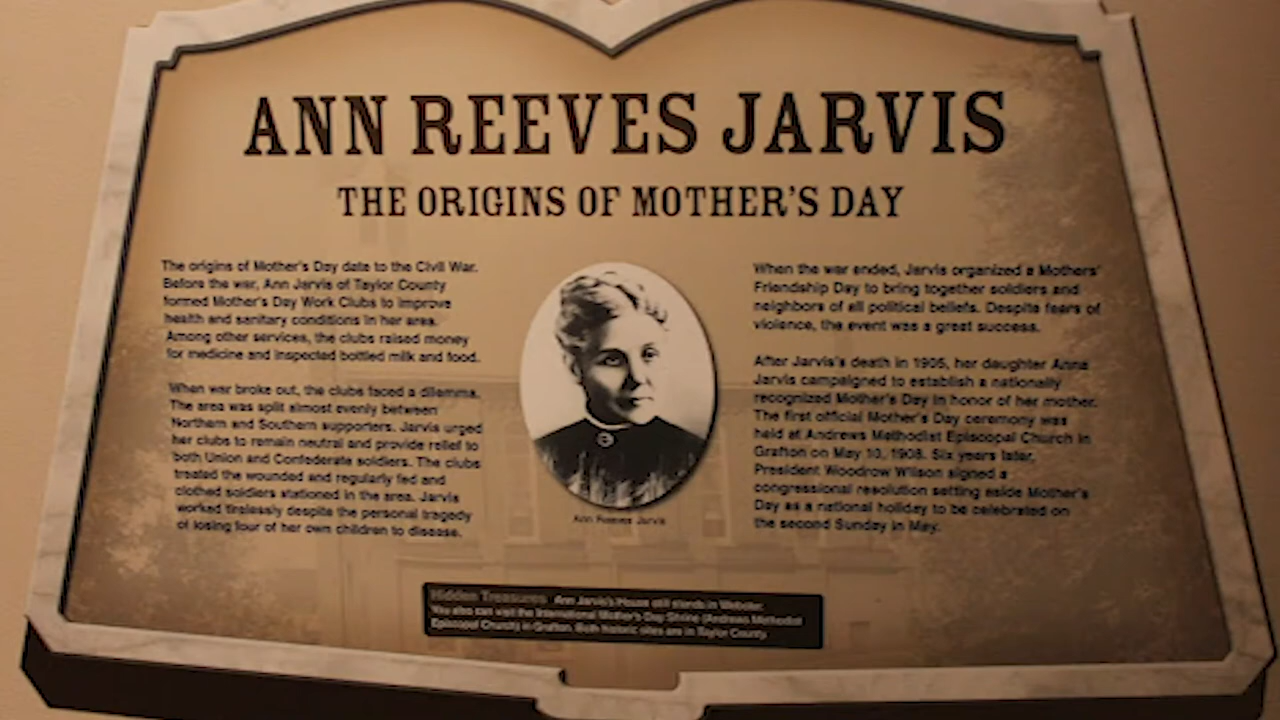 ANN REEVES JARVIS
THE ORIGINS OF MOTHER'S DAY
The origins of Mother's Day date to the Civil War.
Before the war, Ann Jarvis of Taylor County
formed Mother's Day Work Clubs to improve
health and sanitary conditions in her area.
Among other services, the clubs raised money
for medicine and inspected bottled milk and food.
When war broke out, the clubs faced a dilemma.
The area was split almost evenly between
Northern and Southern supporters. Jarvis urged
her clubs to remain neutral and provide relief to
both Union and Confederate soldiers. The clubs
treated the wounded and regularly fed and
clothed soldiers stationed in the area. Jarvis
worked tirelessly despite the personal tragedy
of losing four of her own children to disease.
Ann Reeves Jarvis
When the war ended, Jarvis organized a Mothers'
Friendship Day to bring together soldiers and
neighbors of all political beliefs. Despite fears of
violence, the event was a great success.
After Jarvis's death in 1905, her daughter Anna
Jarvis campaigned to establish a nationally
recognized Mother's Day in honor of her mother.
The first official Mother's Day ceremony was
held at Andrews Methodist Episcopal Church in
Grafton on May 10, 1908. Six years later,
President Woodrow Wilson signed a
congressional resolution setting aside Mother's
Day as a national holiday to be celebrated on
the second Sunday in May.
Hidden Treasures Ann Jarvis's House still stands in Webster.
You also can visit the International Mother's Day Shrine (Andrews Methodist
Episcopal Church) in Grafton. Both historic sites are in Taylor County.